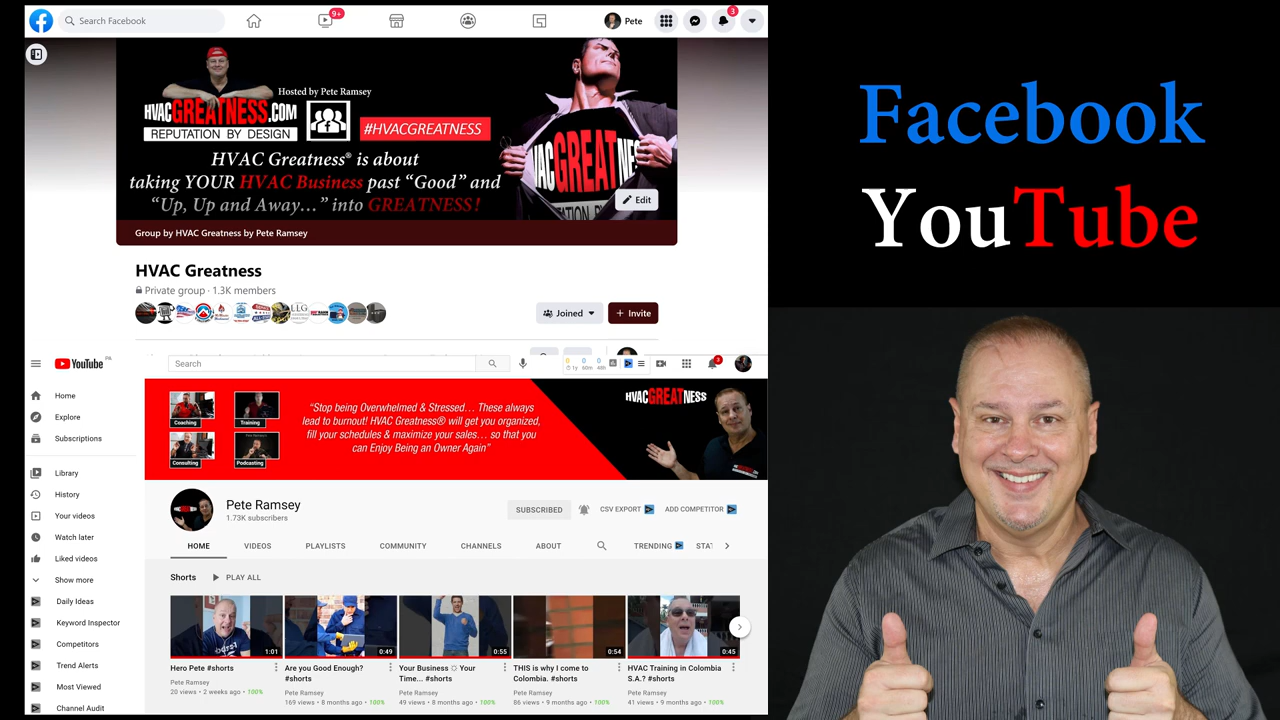 Search Facebook
9+
Pete
3
Hosted by Pete Ramsey
HVACGREATNESS.COM
REPUTATION BY DESIGN
#HVACGREATNESS
HVAC Greatness® is about
taking YOUR HVAC Business past “Good” and
“Up, Up and Away…” into GREATNESS!
Edit
Group by HVAC Greatness by Pete Ramsey
HVAC Greatness
Private group · 1.3K members
Joined
+ Invite
Facebook
YouTube
YouTube
Search
0 0 0
1y 60m 48h
3
Home
Explore
Subscriptions
Library
History
Your videos
Watch later
Liked videos
Show more
Daily Ideas
Keyword Inspector
Competitors
Trend Alerts
Most Viewed
Channel Audit
Coaching
Training
Consulting
Podcasting
“Stop being Overwhelmed & Stressed... These always
lead to burnout! HVAC Greatness® will get you organized,
fill your schedules & maximize your sales... so that you
can Enjoy Being an Owner Again”
HVACGREATNESS
Pete Ramsey
1.73K subscribers
SUBSCRIBED
CSV EXPORT
ADD COMPETITOR
HOME
VIDEOS
PLAYLISTS
COMMUNITY
CHANNELS
ABOUT
TRENDING
Shorts
PLAY ALL
1:01
0:49
0:55
0:54
0:45
Hero Pete #shorts
Pete Ramsey
20 views • 2 weeks ago • 100%
Are you Good Enough?
#shorts
Pete Ramsey
169 views • 8 months ago • 100%
Your Business ☼ Your
Time... #shorts
Pete Ramsey
49 views • 8 months ago • 100%
THIS is why I come to
Colombia. #shorts
Pete Ramsey
86 views • 9 months ago • 100%
HVAC Training in Colombia
S.A.? #shorts
Pete Ramsey
41 views • 9 months ago • 100%